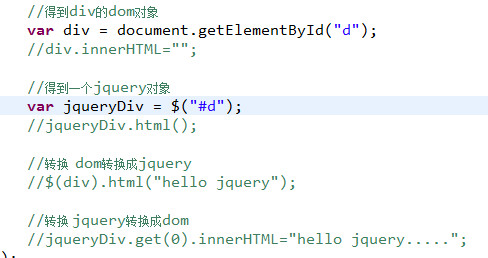 //得到div的dom对象
var div = document.getElementById("d");
//div.innerHTML="";
//得到一个jquery对象
var jqueryDiv = $("#d");
//jqueryDiv.html();
//转换 dom转换成jquery
//$(div).html("hello jquery");
//转换 jquery转换成dom
//jqueryDiv.get(0).innerHTML="hello jquery.....";